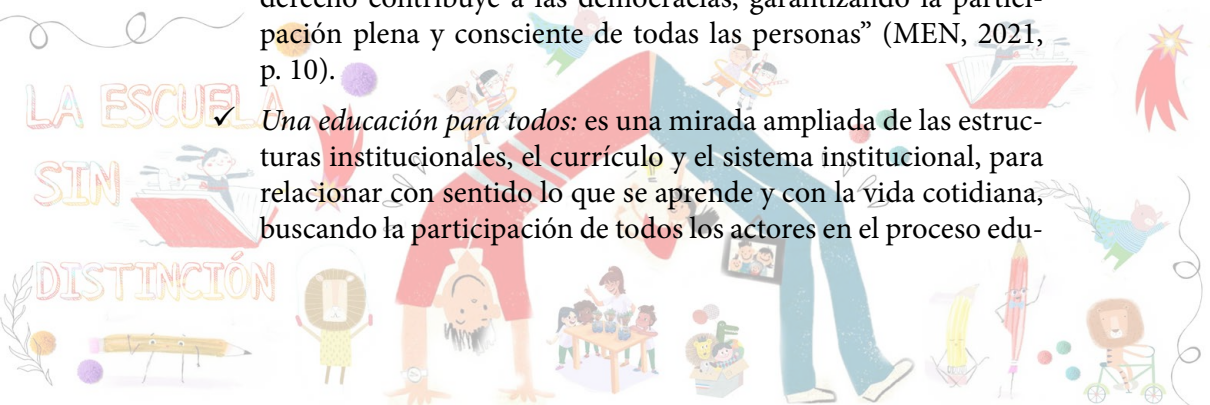 derecho contribuye a las democracias, garantizando la partici-
pación plena y consciente de todas las personas” (MEN, 2021,
p. 10).
✓ Una educación para todos: es una mirada ampliada de las estruc-
turas institucionales, el currículo y el sistema institucional, para
relacionar con sentido lo que se aprende y con la vida cotidiana,
buscando la participación de todos los actores en el proceso edu-
LA ESCUELA
SIN
DISTINCIÓN